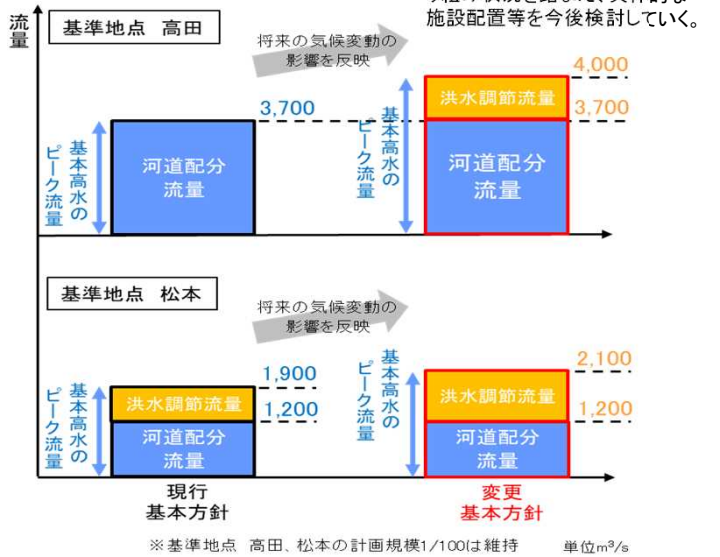 施設配置等を今後検討していく。
流量
基準地点 高田
将来の気候変動の
影響を反映
4,000
3,700
3,700
洪水調節流量
基本高水の
ピーク流量
河道配分
流量
基本高水の
ピーク流量
河道配分
流量
基準地点 松本
将来の気候変動の
影響を反映
1,900
1,200
2,100
1,200
基本高水の
ピーク流量
洪水調節流量
河道配分
流量
基本高水の
ピーク流量
洪水調節流量
河道配分
流量
現行
基本方針
変更
基本方針
※基準地点 高田、松本の計画規模1/100は維持
単位m³/s